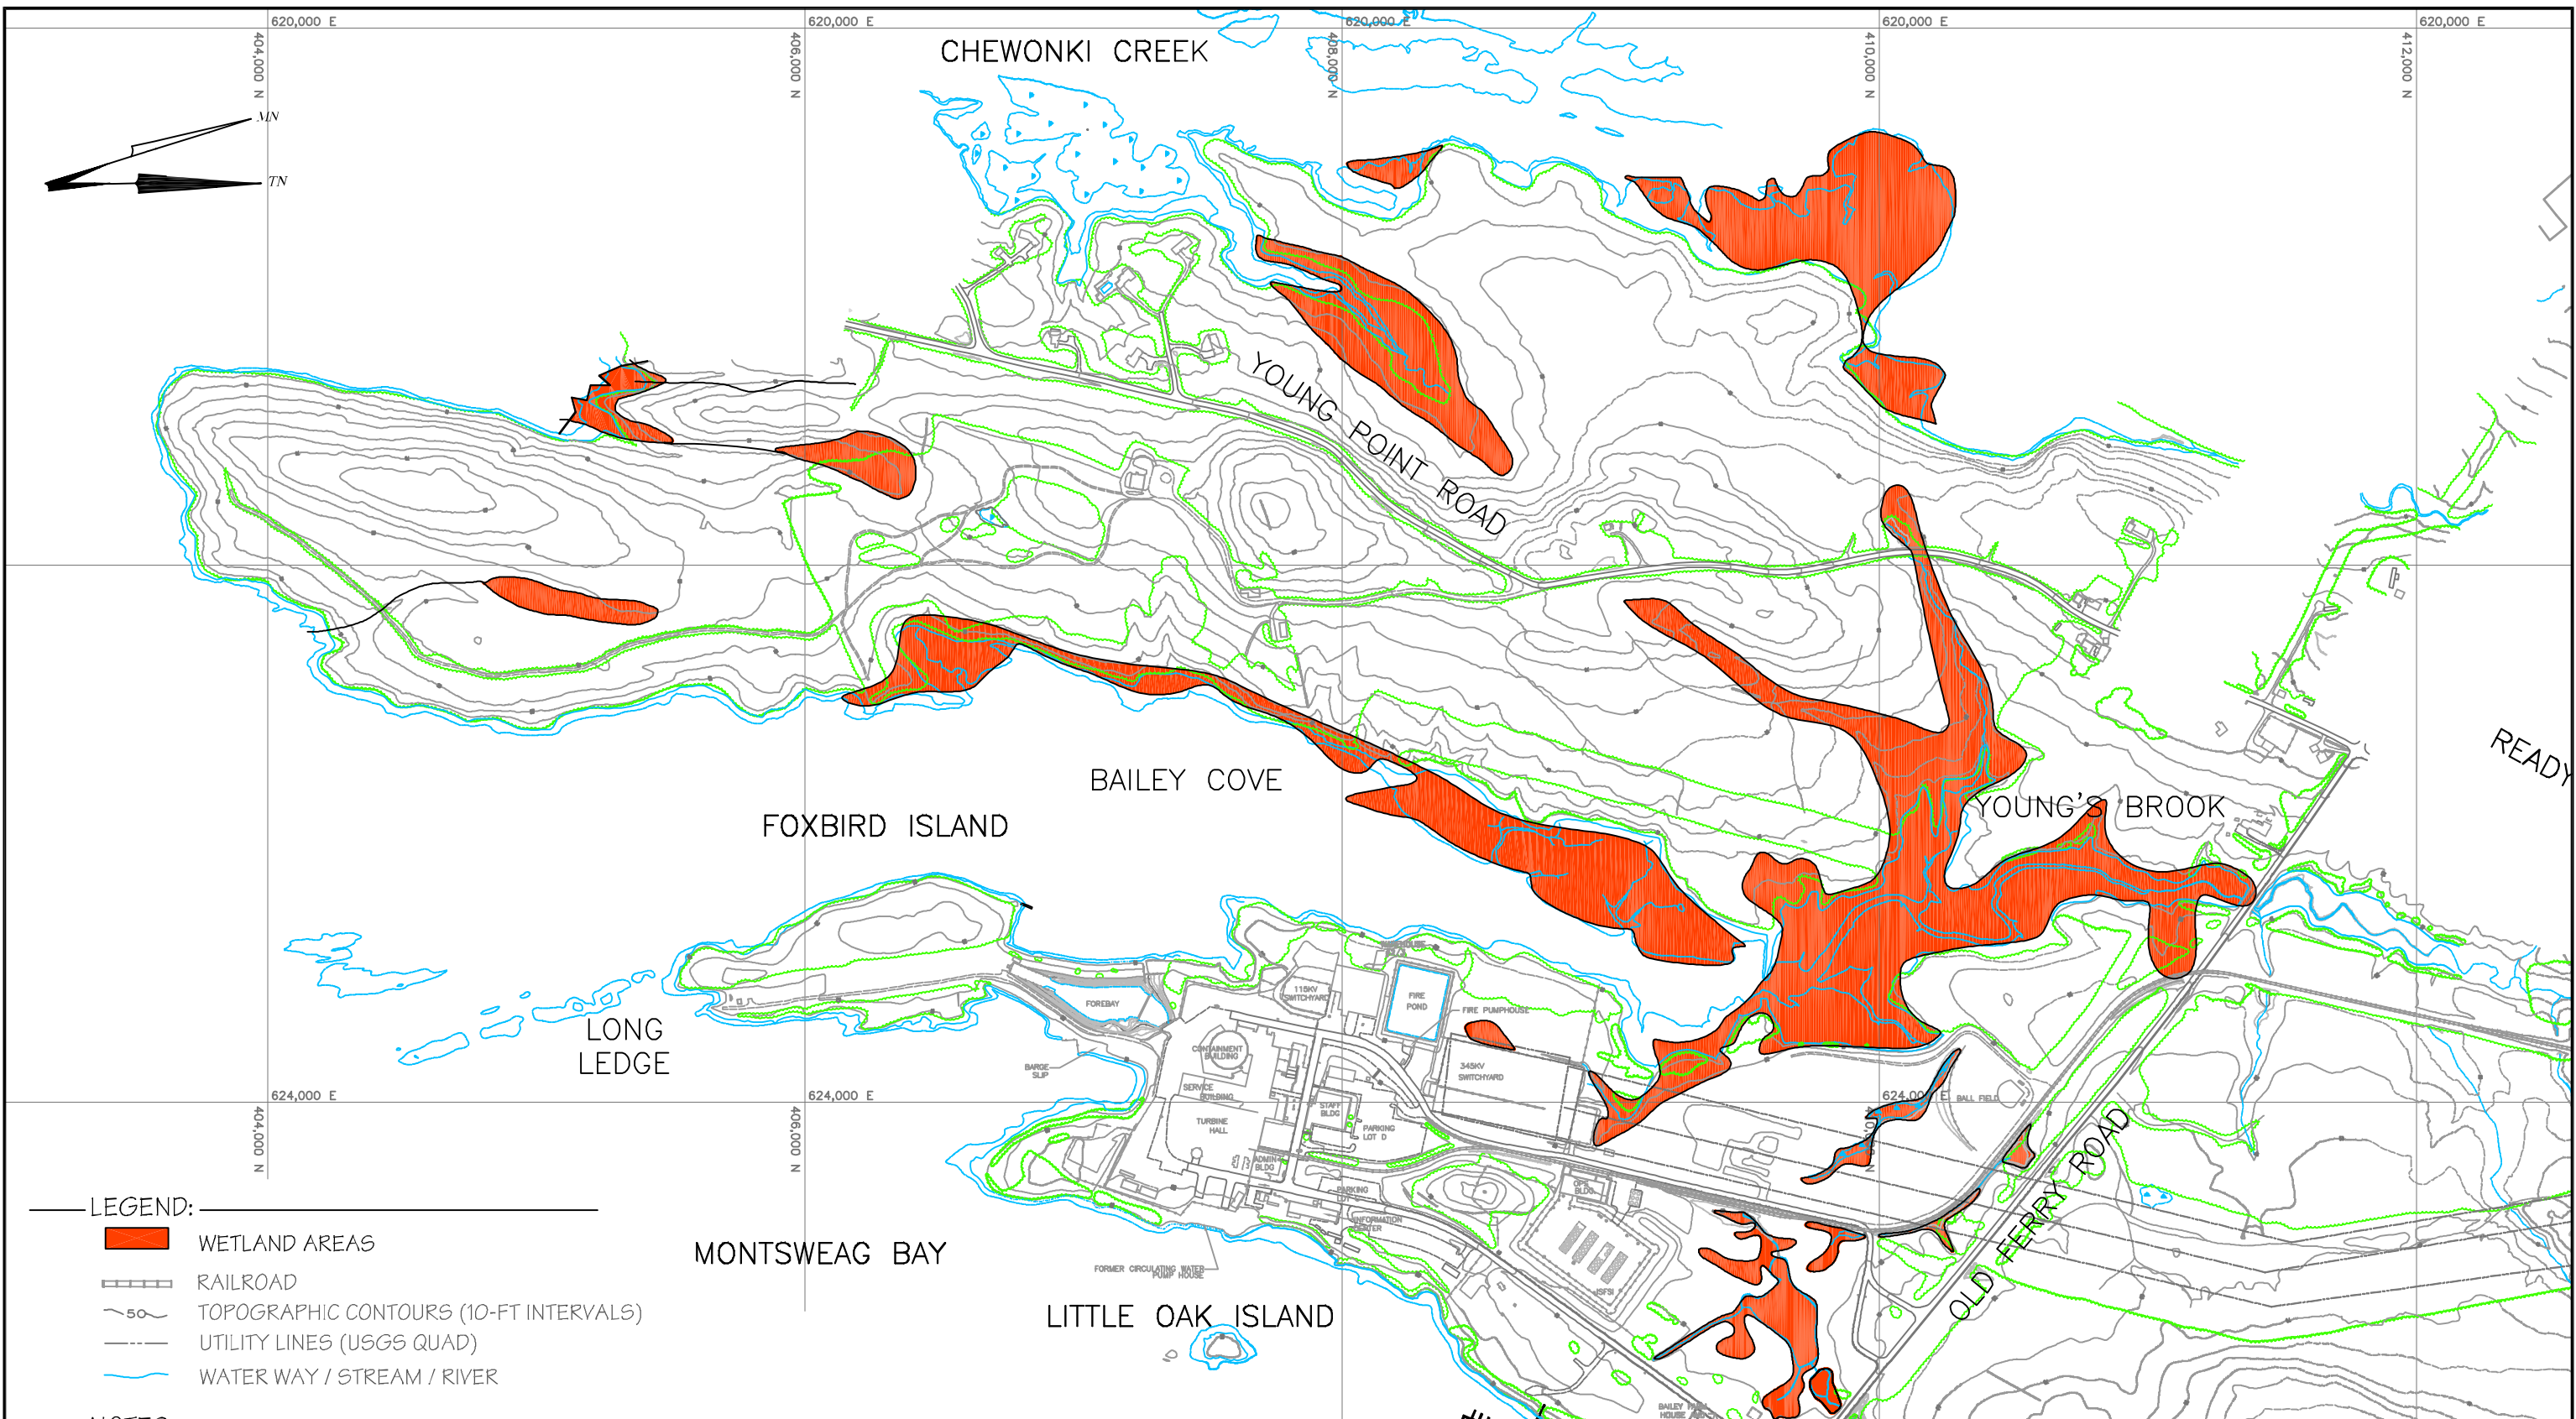 620,000 E
620,000 E
620,000 E
620,000 E
620,000 E
404,000 N
406,000 N
408,000 N
410,000 N
412,000 N
CHEWONKI CREEK
MN
TN
YOUNG POINT ROAD
READY
BAILEY COVE
YOUNG'S BROOK
FOXBIRD ISLAND
LONG
LEDGE
FOREBAY
115KV
SWITCHYARD
FIRE
POND
FIRE PUMPHOUSE
CONTAINMENT
BUILDING
BARGE
SLIP
SERVICE
BUILDING
TURBINE
HALL
STAFF
BLDG
PARKING
LOT D
345KV
SWITCHYARD
ADMIN
BLDG
PARKING
INFORMATION
CENTER
OPS
BLDG
ISFSI
BALL FIELD
624,000 E
624,000 E
624,00 E
404,000 N
406,000 N
OLD FERRY ROAD
MONTSWEAG BAY
FORMER CIRCULATING WATER
PUMP HOUSE
LITTLE OAK ISLAND
LEGEND:
WETLAND AREAS
RAILROAD
50
TOPOGRAPHIC CONTOURS (10-FT INTERVALS)
UTILITY LINES (USGS QUAD)
WATER WAY / STREAM / RIVER